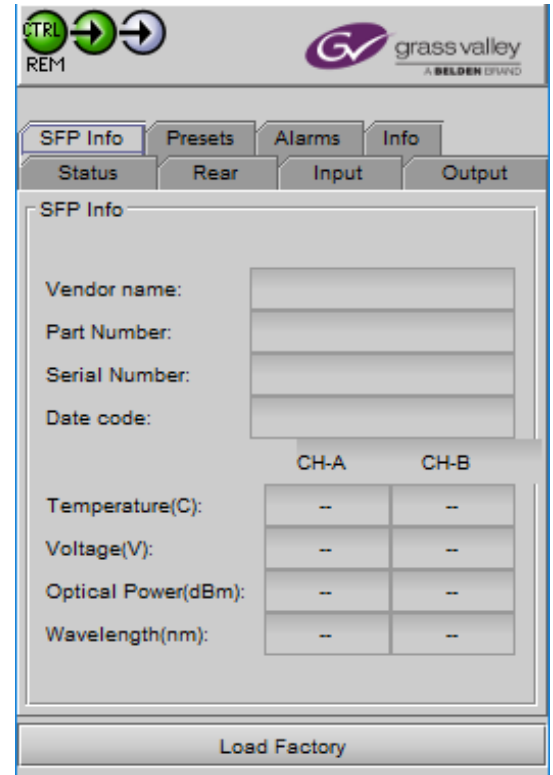 CTRL
REM
grass valley
A BELDEN BRAND
SFP Info Presets Alarms Info
Status Rear Input Output
SFP Info
Vendor name:
Part Number:
Serial Number:
Date code:
CH-A CH-B
Temperature(C): -- --
Voltage(V): -- --
Optical Power(dBm): -- --
Wavelength(nm): -- --
Load Factory